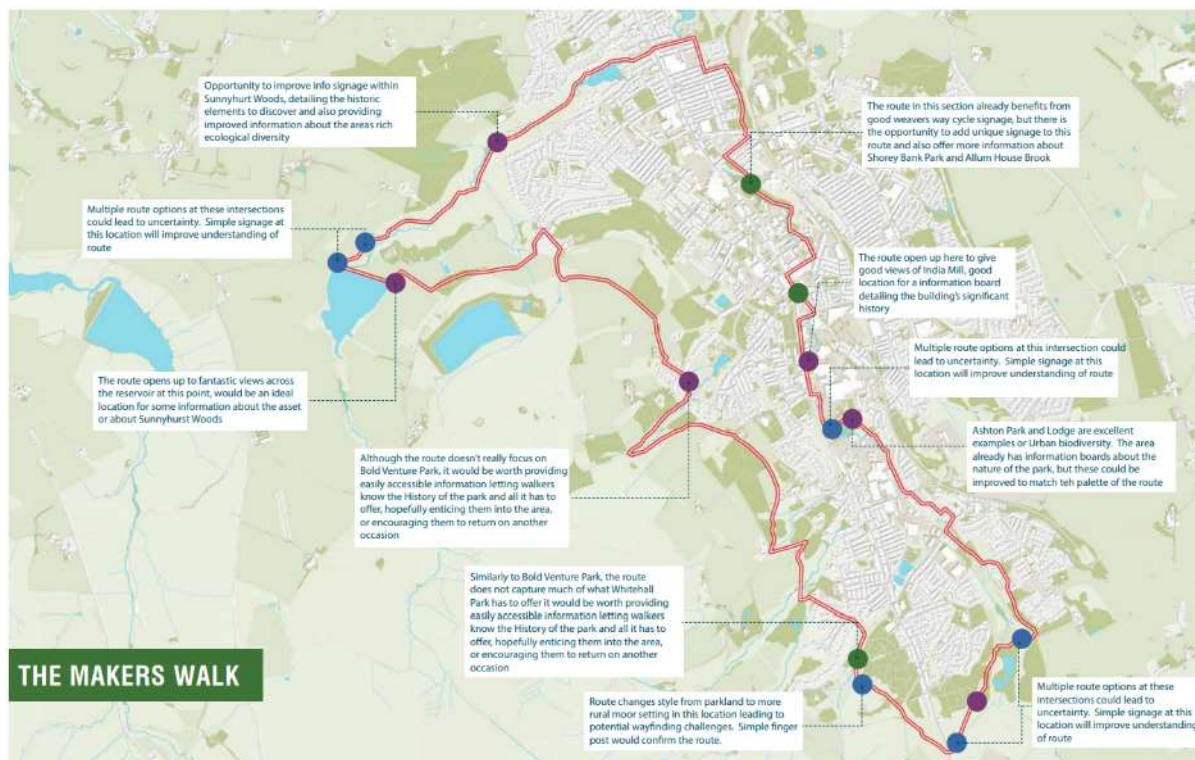 Opportunity to improve info signage within
Sunnyhurt Woods, detailing the historic
elements to discover and also providing
improved information about the areas rich
ecological diversity
The route in this section already benefits from
good weavers way cycle signage, but there is
the opportunity to add unique signage to this
route and also offer more information about
Shorey Bank Park and Allum House Brook
Multiple route options at these intersections
could lead to uncertainty. Simple signage at
this location will improve understanding of
route
The route open up here to give
good views of India Mill, good
location for a information board
detailing the building's significant
history
Multiple route options at this intersection could
lead to uncertainty. Simple signage at this
location will improve understanding of route
The route opens up to fantastic views across
the reservoir at this point, would be an ideal
location for some information about the asset
or about Sunnyhurst Woods
Ashton Park and Lodge are excellent
examples or Urban biodiversity. The area
already has information boards about the
nature of the park, but these could be
improved to match teh palette of the route
Although the route doesn't really focus on
Bold Venture Park, it would be worth providing
easily accessible information letting walkers
know the History of the park and all it has to
offer, hopefully enticing them into the area,
or encouraging them to return on another
occasion
Similarly to Bold Venture Park, the route
does not capture much of what Whitehall
Park has to offer it would be worth providing
easily accessible information letting walkers
know the History of the park and all it has to
offer, hopefully enticing them into the area,
or encouraging them to return on another
occasion
THE MAKERS WALK
Route changes style from parkland to more
rural moor setting in this location leading to
potential wayfinding challenges. Simple finger
post would confirm the route.
Multiple route options at these
intersections could lead to
uncertainty. Simple signage at this
location will improve understanding
of route